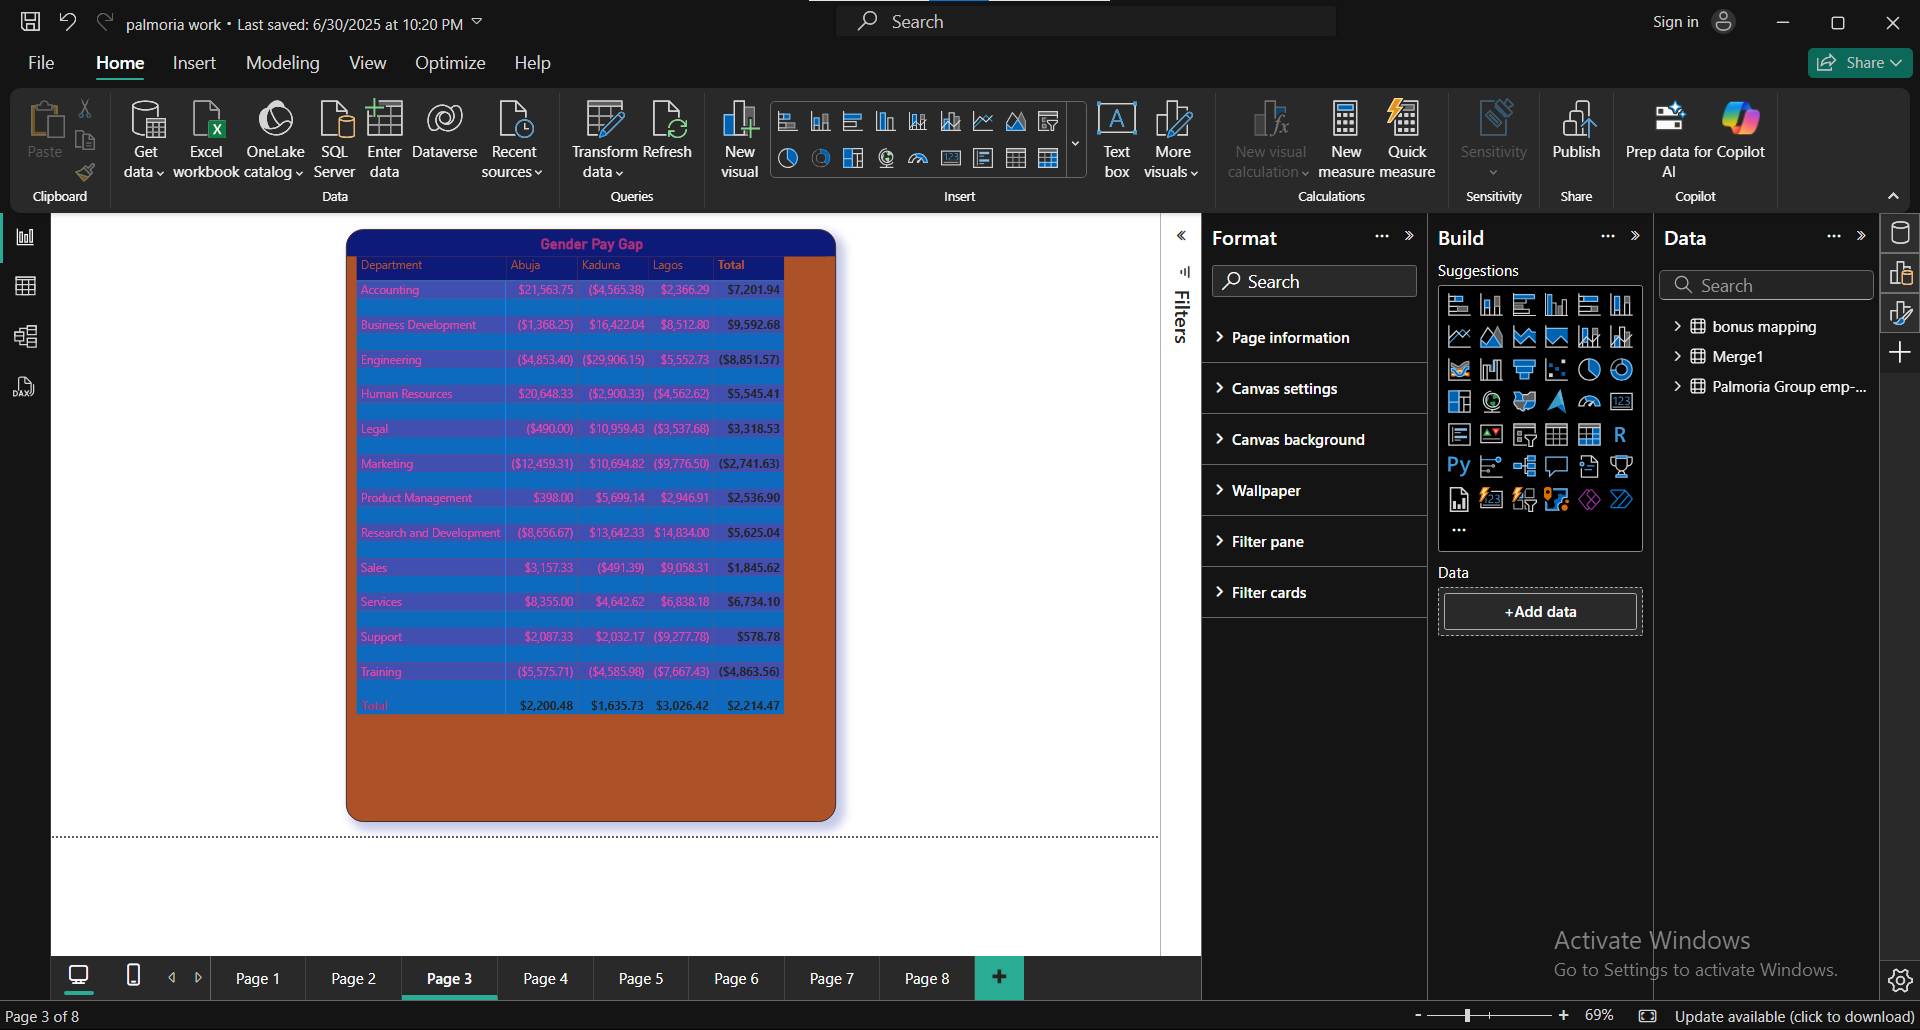 palmoria work • Last saved: 6/30/2025 at 10:20 PM
Search
Sign in
File Home Insert Modeling View Optimize Help
Share
Paste
Get data
Excel workbook
OneLake catalog
SQL Server
Enter data
Dataverse
Recent sources
Transform data
Refresh
New visual
Text box
More visuals
New visual calculation
New measure
Quick measure
Sensitivity
Publish
Prep data for AI
Copilot
Clipboard Data Queries Insert Calculations Sensitivity Share Copilot
Gender Pay Gap
Department Abuja Kaduna Lagos Total
Accounting $21,563.75 ($4,565.38) $2,366.29 $7,201.94
Business Development ($1,368.25) $16,422.04 $8,512.80 $9,592.68
Engineering ($4,853.40) ($29,906.15) $5,552.73 ($8,851.57)
Human Resources $20,648.33 ($2,900.33) ($4,562.62) $5,545.41
Legal ($490.00) $10,959.43 ($3,537.68) $3,318.53
Marketing ($12,459.31) $10,694.82 ($9,776.50) ($2,741.63)
Product Management $398.00 $5,699.14 $2,946.91 $2,536.90
Research and Development ($8,656.67) $13,642.33 $14,834.00 $5,625.04
Sales $3,157.33 ($491.39) $9,058.31 $1,845.62
Services $8,355.00 $4,642.62 $6,838.18 $6,734.10
Support $2,087.33 $2,032.17 ($9,277.78) $578.78
Training ($5,575.71) ($4,585.98) ($7,667.43) ($4,863.56)
Total $2,200.48 $1,635.73 $3,026.42 $2,214.47
Filters
Format
Search
Page information
Canvas settings
Canvas background
Wallpaper
Filter pane
Filter cards
Build
Suggestions
123
R
Py
123
Data
+Add data
Data
Search
bonus mapping
Merge1
Palmoria Group emp-...
DAX
Activate Windows
Go to Settings to activate Windows.
Page 1 Page 2 Page 3 Page 4 Page 5 Page 6 Page 7 Page 8
Page 3 of 8
- + 69%
Update available (click to download)